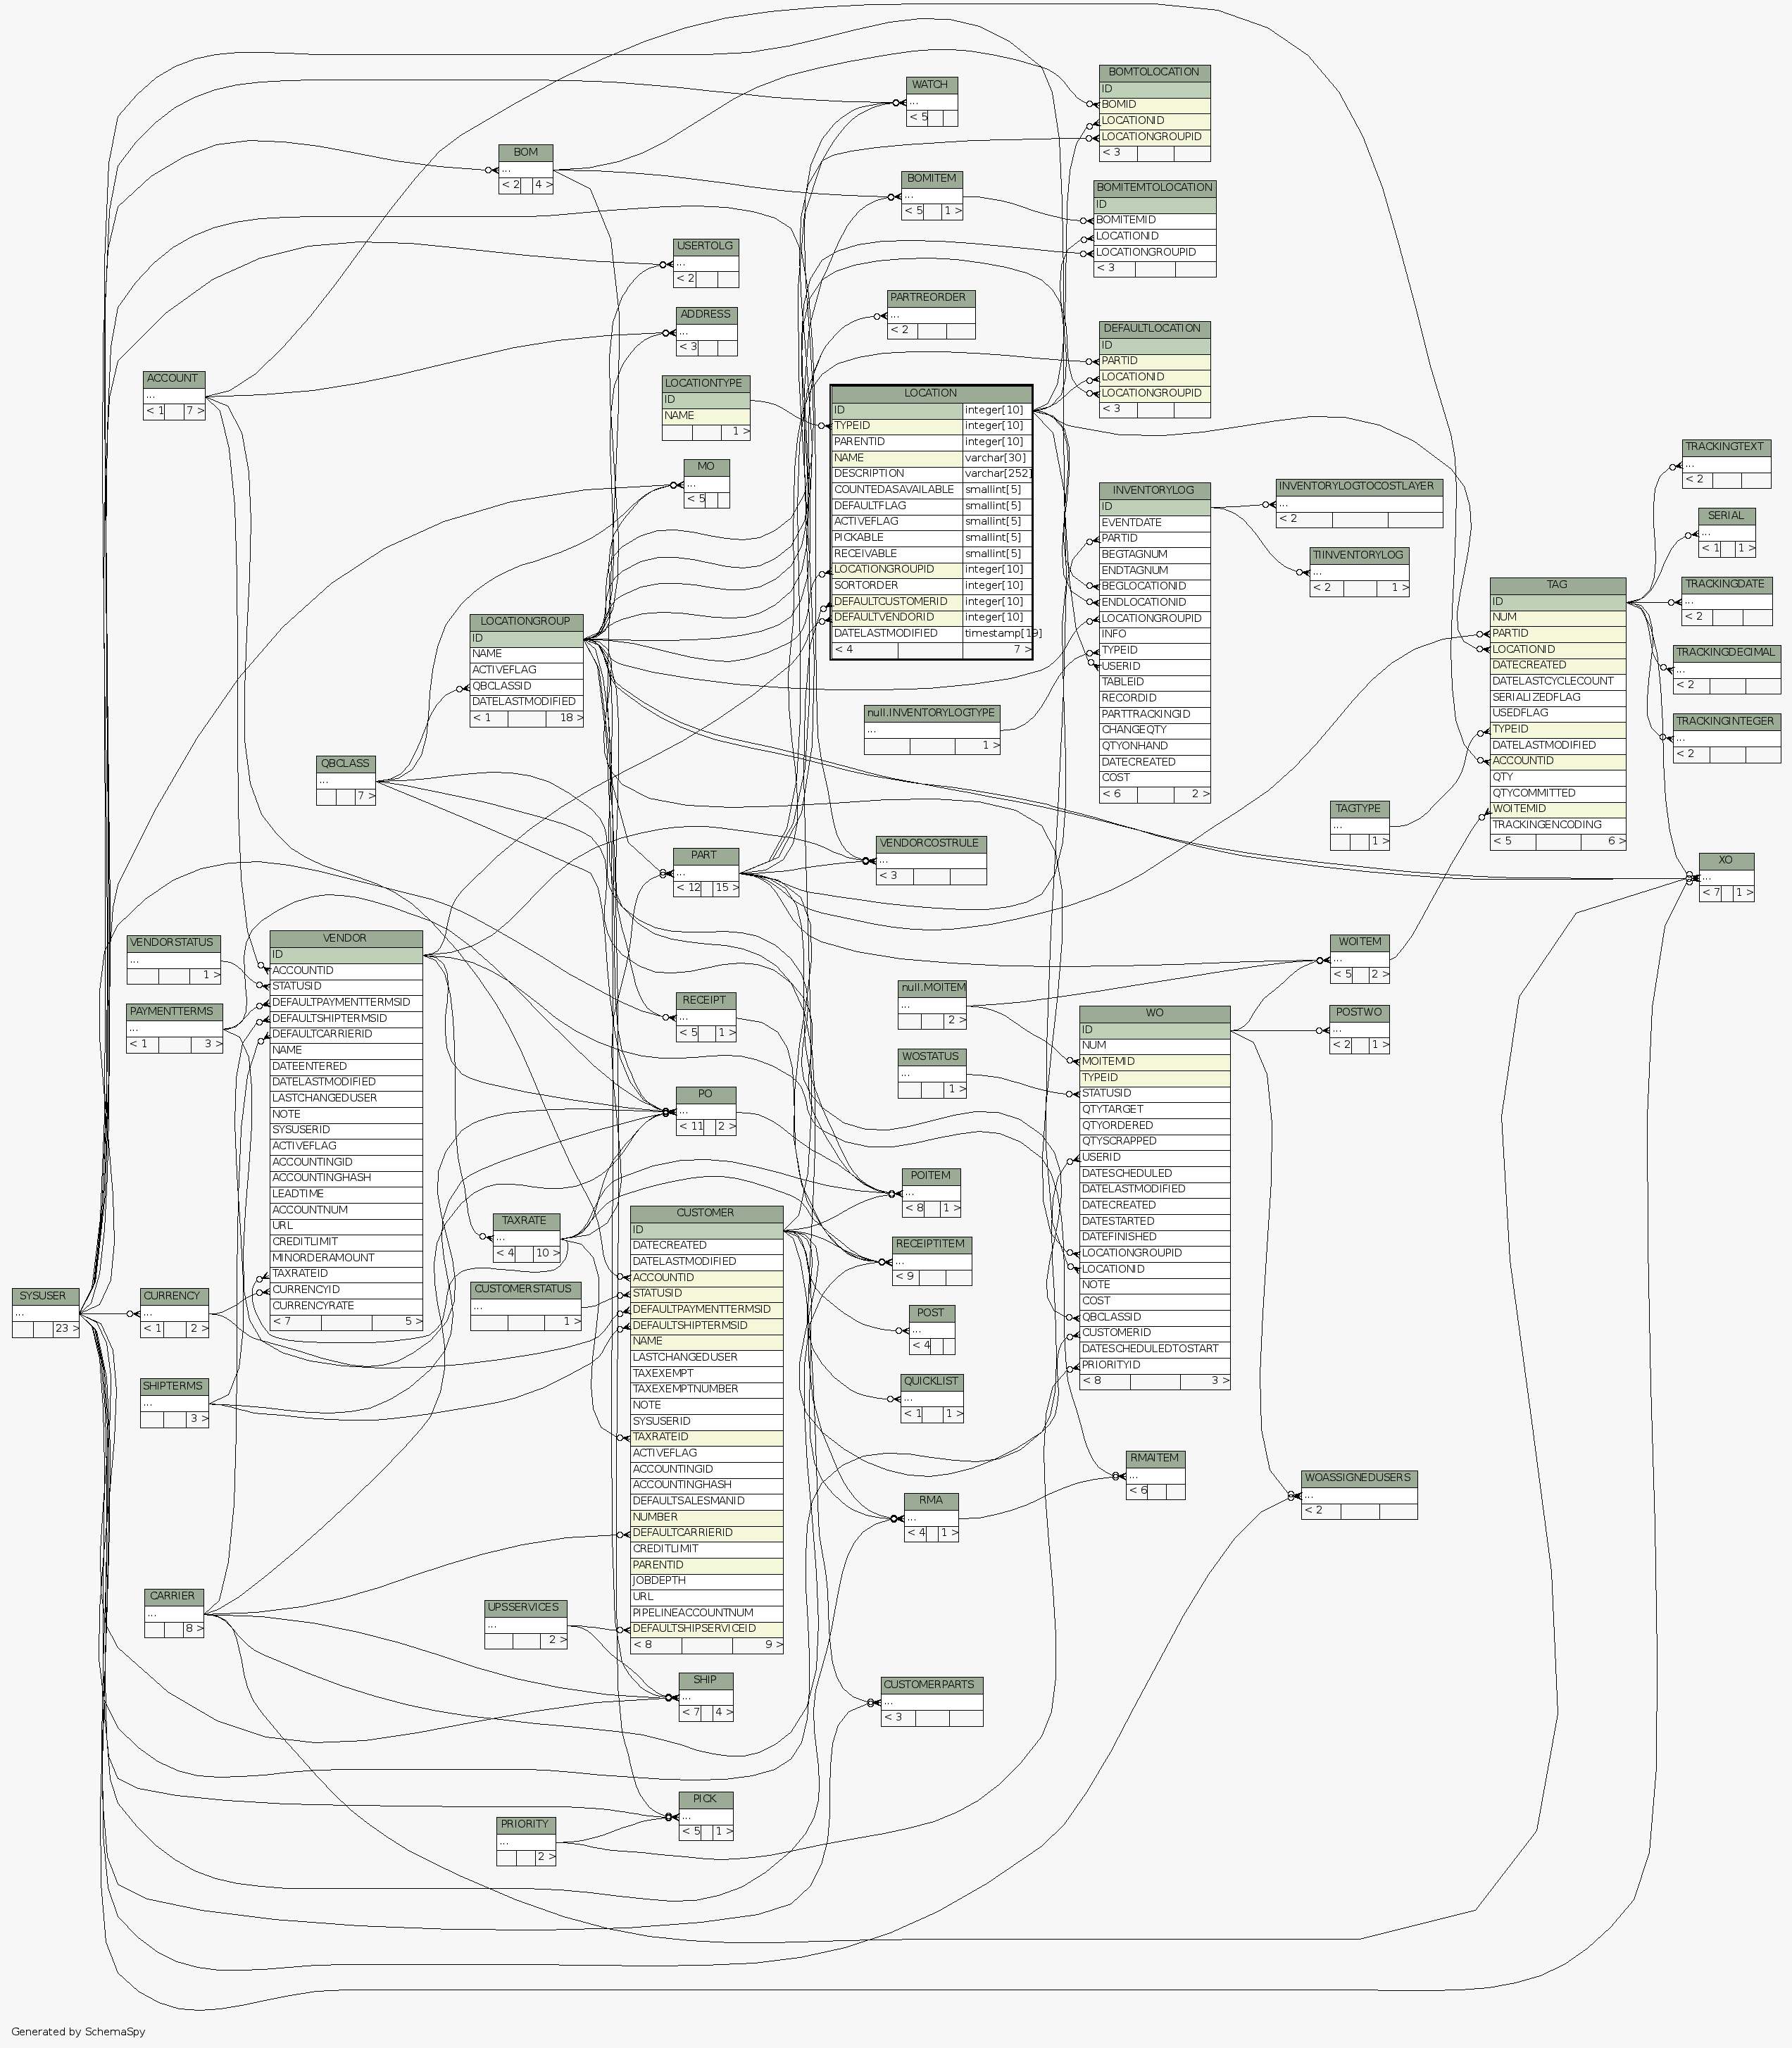 BOMTOLOCATION
ID
BOMID
LOCATIONID
LOCATIONGROUPID
< 3
WATCH
...
< 5
BOM
...
< 2 4 >
BOMITEM
...
< 5 1 >
BOMITEMTOLOCATION
ID
BOMITEMID
LOCATIONID
LOCATIONGROUPID
< 3
USERTOLG
...
< 2
PARTREORDER
...
< 2
ADDRESS
...
< 3
DEFAULTLOCATION
ID
PARTID
LOCATIONID
LOCATIONGROUPID
< 3
ACCOUNT
...
< 1 7 >
LOCATIONTYPE
ID
NAME
1 >
LOCATION
ID integer[10]
TYPEID integer[10]
PARENTID integer[10]
NAME varchar[30]
DESCRIPTION varchar[252]
COUNTEDASAVAILABLE smallint[5]
DEFAULTFLAG smallint[5]
ACTIVEFLAG smallint[5]
PICKABLE smallint[5]
RECEIVABLE smallint[5]
LOCATIONGROUPID integer[10]
SORTORDER integer[10]
DEFAULTCUSTOMERID integer[10]
DEFAULTVENDORID integer[10]
DATELASTMODIFIED timestamp[19]
< 4 7 >
MO
...
< 5
INVENTORYLOG
ID
EVENTDATE
PARTID
BEGTAGNUM
ENDTAGNUM
BEGLOCATIONID
ENDLOCATIONID
LOCATIONGROUPID
INFO
TYPEID
USERID
TABLEID
RECORDID
PARTTRACKINGID
CHANGEQTY
QTYONHAND
DATECREATED
COST
< 6 2 >
INVENTORYLOGTOCOSTLAYER
...
< 2
TIINVENTORYLOG
...
< 2 1 >
TRACKINGTEXT
...
< 2
SERIAL
...
< 1 1 >
TRACKINGDATE
...
< 2
TRACKINGDECIMAL
...
< 2
TRACKINGINTEGER
...
< 2
TAG
ID
NUM
PARTID
LOCATIONID
DATECREATED
DATELASTCYCLECOUNT
SERIALIZEDFLAG
USEDFLAG
TYPEID
DATELASTMODIFIED
ACCOUNTID
QTY
QTYCOMMITTED
WOITEMID
TRACKINGENCODING
< 5 6 >
LOCATIONGROUP
ID
NAME
ACTIVEFLAG
QBCLASSID
DATELASTMODIFIED
< 1 18 >
null.INVENTORYLOGTYPE
...
1 >
QBCLASS
...
7 >
TAGTYPE
...
1 >
PART
...
< 12 15 >
VENDORCOSTRULE
...
< 3
XO
...
< 7 1 >
VENDORSTATUS
...
1 >
PAYMENTTERMS
...
< 1 3 >
VENDOR
ID
ACCOUNTID
STATUSID
DEFAULTPAYMENTTERMSID
DEFAULTSHIPTERMSID
DEFAULTCARRIERID
NAME
DATEENTERED
DATELASTMODIFIED
LASTCHANGEDUSER
NOTE
SYSUSERID
ACTIVEFLAG
ACCOUNTINGID
ACCOUNTINGHASH
LEADTIME
ACCOUNTNUM
URL
CREDITLIMIT
MINORDERAMOUNT
TAXRATEID
CURRENCYID
CURRENCYRATE
< 7 5 >
WOITEM
...
< 5 2 >
null.MOITEM
...
2 >
RECEIPT
...
< 5 1 >
WOSTATUS
...
1 >
WO
ID
NUM
MOITEMID
TYPEID
STATUSID
QTYTARGET
QTYORDERED
QTYSCRAPPED
USERID
DATESCHEDULED
DATELASTMODIFIED
DATECREATED
DATESTARTED
DATEFINISHED
LOCATIONGROUPID
LOCATIONID
NOTE
COST
QBCLASSID
CUSTOMERID
DATESCHEDULEDTOSTART
PRIORITYID
< 8 3 >
POSTWO
...
< 2 1 >
PO
...
< 11 2 >
POITEM
...
< 8 1 >
TAXRATE
...
< 4 10 >
CUSTOMERSTATUS
...
1 >
CUSTOMER
ID
DATECREATED
DATELASTMODIFIED
ACCOUNTID
STATUSID
DEFAULTPAYMENTTERMSID
DEFAULTSHIPTERMSID
NAME
LASTCHANGEDUSER
TAXEXEMPT
TAXEXEMPTNUMBER
NOTE
SYSUSERID
TAXRATEID
ACTIVEFLAG
ACCOUNTINGID
ACCOUNTINGHASH
DEFAULTSALESMANID
NUMBER
DEFAULTCARRIERID
CREDITLIMIT
PARENTID
JOBDEPTH
URL
PIPELINEACCOUNTNUM
DEFAULTSHIPSERVICEID
< 8 9 >
RECEIPTITEM
...
< 9
POST
...
< 4
QUICKLIST
...
< 1 1 >
SYSUSER
...
23 >
CURRENCY
...
< 1 2 >
SHIPTERMS
...
3 >
RMAITEM
...
< 6
WOASSIGNEDUSERS
...
< 2
RMA
...
< 4 1 >
CARRIER
...
8 >
UPSSERVICES
...
2 >
SHIP
...
< 7 4 >
CUSTOMERPARTS
...
< 3
PICK
...
< 5 1 >
PRIORITY
...
2 >
Generated by SchemaSpy